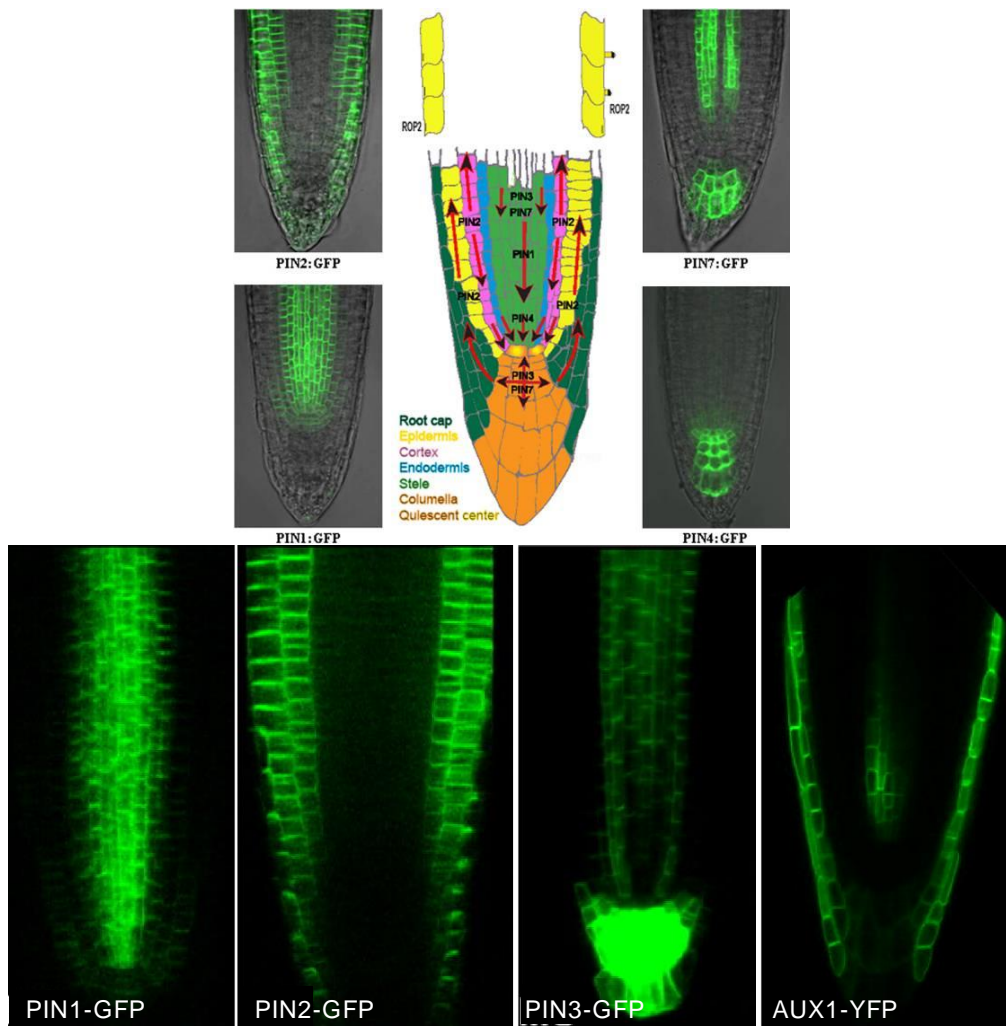 ROP2
ROP2
PIN2:GFP
PIN7:GFP
PIN3
PIN7
PIN2
PIN2
PIN1
PIN2
PIN2
PIN4
PIN3
PIN7
Root cap
Epidermis
Cortex
Endodermis
Stele
Columella
Quiescent center
PIN1:GFP
PIN4:GFP
PIN1-GFP
PIN2-GFP
PIN3-GFP
AUX1-YFP